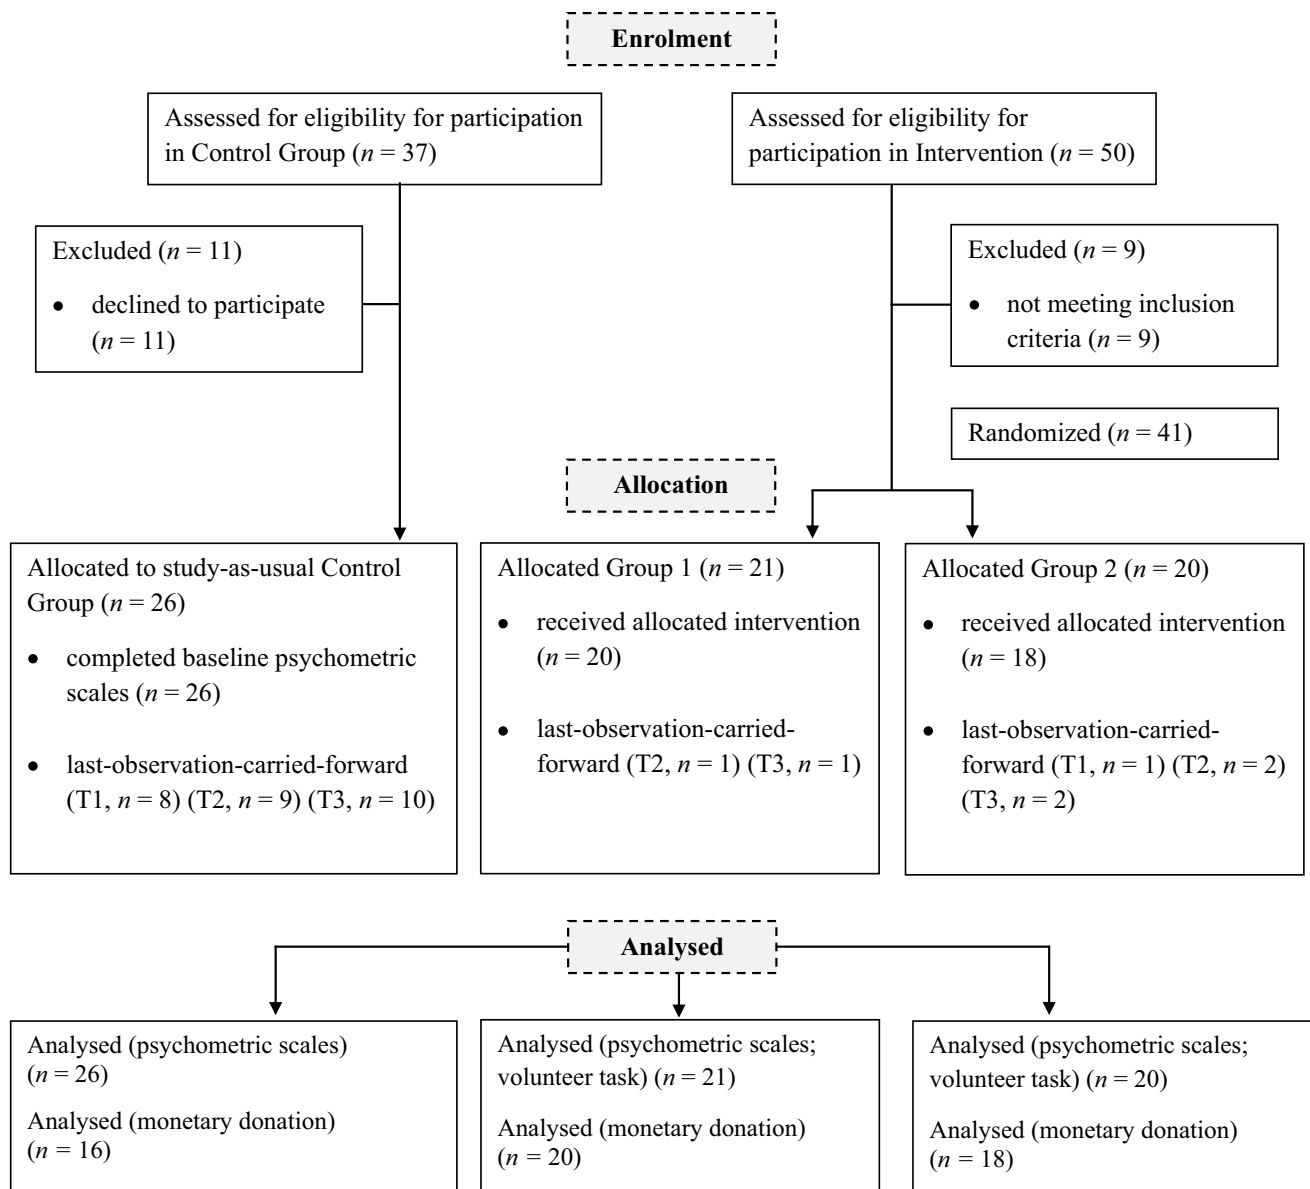 Enrolment
Assessed for eligibility for participation
in Control Group (n = 37)
Assessed for eligibility for
participation in Intervention (n = 50)
Excluded (n = 11)
• declined to participate
(n = 11)
Excluded (n = 9)
• not meeting inclusion
criteria (n = 9)
Randomized (n = 41)
Allocation
Allocated to study-as-usual Control
Group (n = 26)
• completed baseline psychometric
scales (n = 26)
• last-observation-carried-forward
(T1, n = 8) (T2, n = 9) (T3, n = 10)
Allocated Group 1 (n = 21)
• received allocated intervention
(n = 20)
• last-observation-carried-
forward (T2, n = 1) (T3, n = 1)
Allocated Group 2 (n = 20)
• received allocated intervention
(n = 18)
• last-observation-carried-
forward (T1, n = 1) (T2, n = 2)
(T3, n = 2)
Analysed
Analysed (psychometric scales)
(n = 26)
Analysed (monetary donation)
(n = 16)
Analysed (psychometric scales;
volunteer task) (n = 21)
Analysed (monetary donation)
(n = 20)
Analysed (psychometric scales;
volunteer task) (n = 20)
Analysed (monetary donation)
(n = 18)